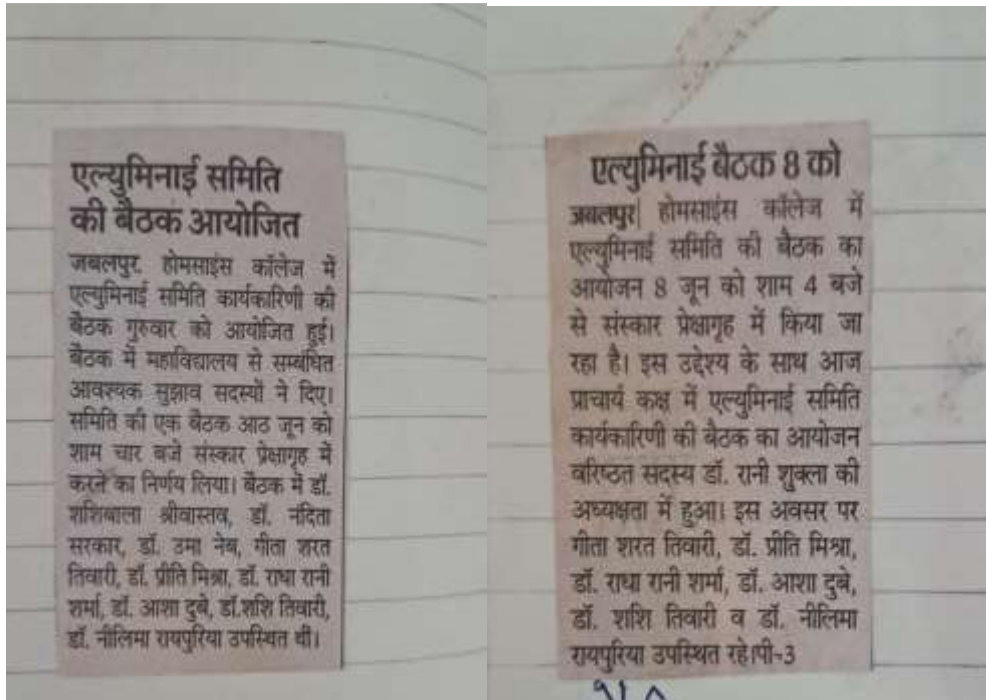 एल्युमिनाई समिति
की बैठक आयोजित
जबलपुर. होमसाइंस कॉलेज में
एल्युमिनाई समिति कार्यकारिणी की
बैठक गुरुवार को आयोजित हुई।
बैठक में महाविद्यालय से सम्बंधित
आवश्यक सुझाव सदस्यों ने दिए।
समिति की एक बैठक आठ जून को
शाम चार बजे संस्कार प्रेक्षागृह में
करने का निर्णय लिया। बैठक में डॉ.
शशिबाला श्रीवास्तव, डॉ. नंदिता
सरकार, डॉ. उमा नेब, गीता शरत
तिवारी, डॉ. प्रीति मिश्रा, डॉ. राधा रानी
शर्मा, डॉ. आशा दुबे, डॉ.शशि तिवारी,
डॉ. नीलिमा रायपुरिया उपस्थित थी।
एल्युमिनाई बैठक 8 को
जबलपुर| होमसाइंस कॉलेज में
एल्युमिनाई समिति की बैठक का
आयोजन 8 जून को शाम 4 बजे
से संस्कार प्रेक्षागृह में किया जा
रहा है। इस उद्देश्य के साथ आज
प्राचार्य कक्ष में एल्युमिनाई समिति
कार्यकारिणी की बैठक का आयोजन
वरिष्ठत सदस्य डॉ. रानी शुक्ला की
अध्यक्षता में हुआ। इस अवसर पर
गीता शरत तिवारी, डॉ. प्रीति मिश्रा,
डॉ. राधा रानी शर्मा, डॉ. आशा दुबे,
डॉ. शशि तिवारी व डॉ. नीलिमा
रायपुरिया उपस्थित रहे।पी-3